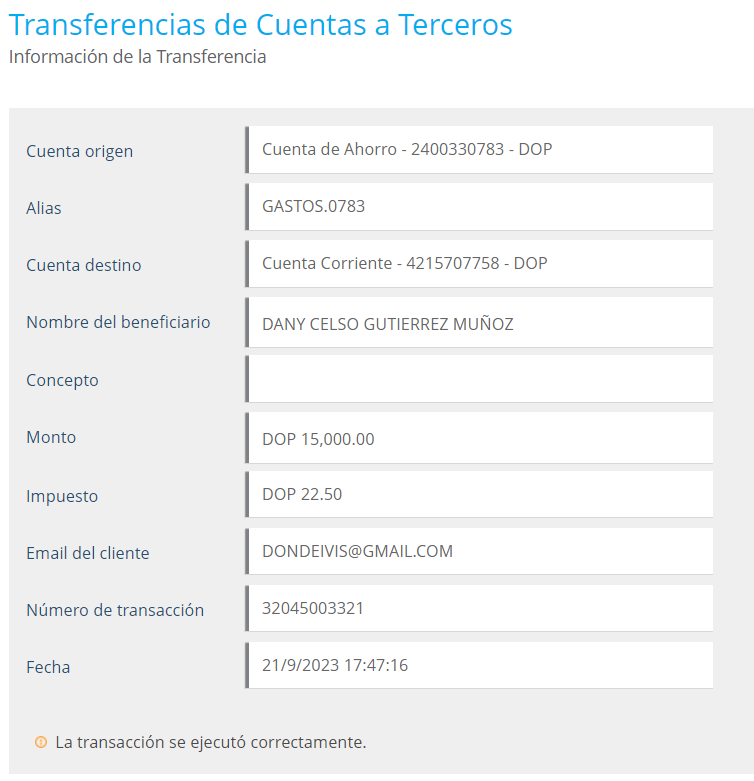 Transferencias de Cuentas a Terceros
Información de la Transferencia
Cuenta origen Cuenta de Ahorro - 2400330783 - DOP
Alias GASTOS.0783
Cuenta destino Cuenta Corriente - 4215707758 - DOP
Nombre del beneficiario DANY CELSO GUTIERREZ MUÑOZ
Concepto
Monto DOP 15,000.00
Impuesto DOP 22.50
Email del cliente DONDEIVIS@GMAIL.COM
Número de transacción 32045003321
Fecha 21/9/2023 17:47:16
La transacción se ejecutó correctamente.